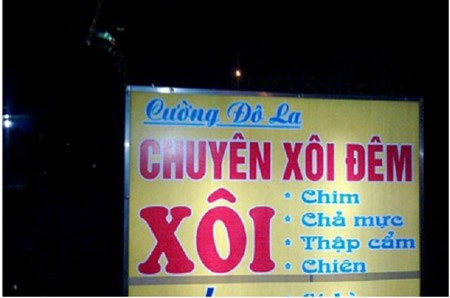 Cường Đô La
CHUYÊN XÔI ĐÊM
XÔI
· Chim
· Chả mực
· Thập cẩm
· Chiên